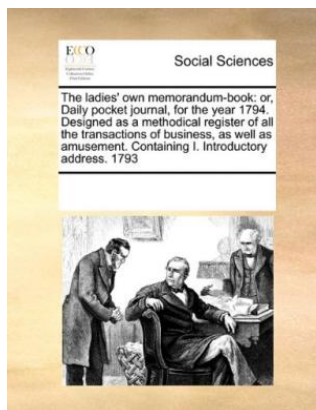 ECCO
Social Sciences
The ladies' own memorandum-book: or,
Daily pocket journal, for the year 1794.
Designed as a methodical register of all
the transactions of business, as well as
amusement. Containing I. Introductory
address. 1793